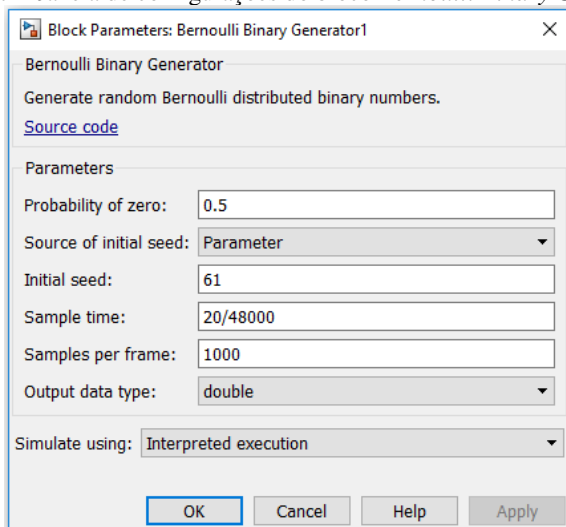 Block Parameters: Bernoulli Binary Generator1
Bernoulli Binary Generator
Generate random Bernoulli distributed binary numbers.
Source code
Parameters
Probability of zero: 0.5
Source of initial seed: Parameter
Initial seed: 61
Sample time: 20/48000
Samples per frame: 1000
Output data type: double
Simulate using: Interpreted execution
OK Cancel Help Apply